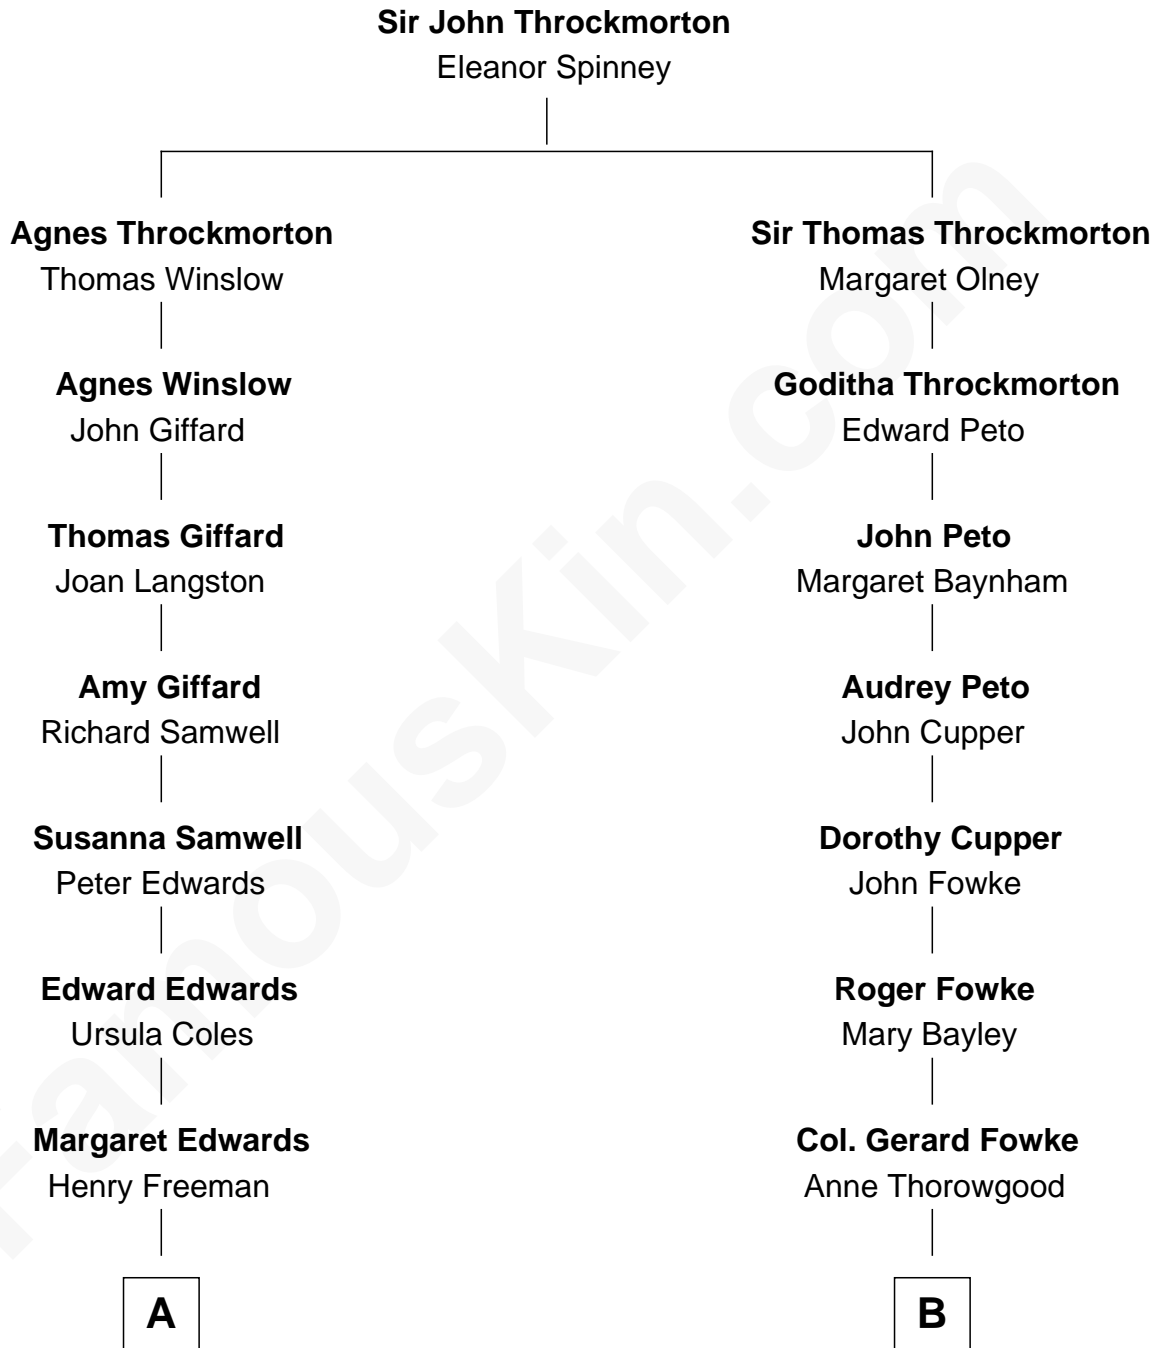 Sir John Throckmorton
Eleanor Spinney
Agnes Throckmorton
Thomas Winslow
Agnes Winslow
John Giffard
Thomas Giffard
Joan Langston
Amy Giffard
Richard Samwell
Susanna Samwell
Peter Edwards
Edward Edwards
Ursula Coles
Margaret Edwards
Henry Freeman
A
Sir Thomas Throckmorton
Margaret Olney
Goditha Throckmorton
Edward Peto
John Peto
Margaret Baynham
Audrey Peto
John Cupper
Dorothy Cupper
John Fowke
Roger Fowke
Mary Bayley
Col. Gerard Fowke
Anne Thorowgood
B
FamousKin.com